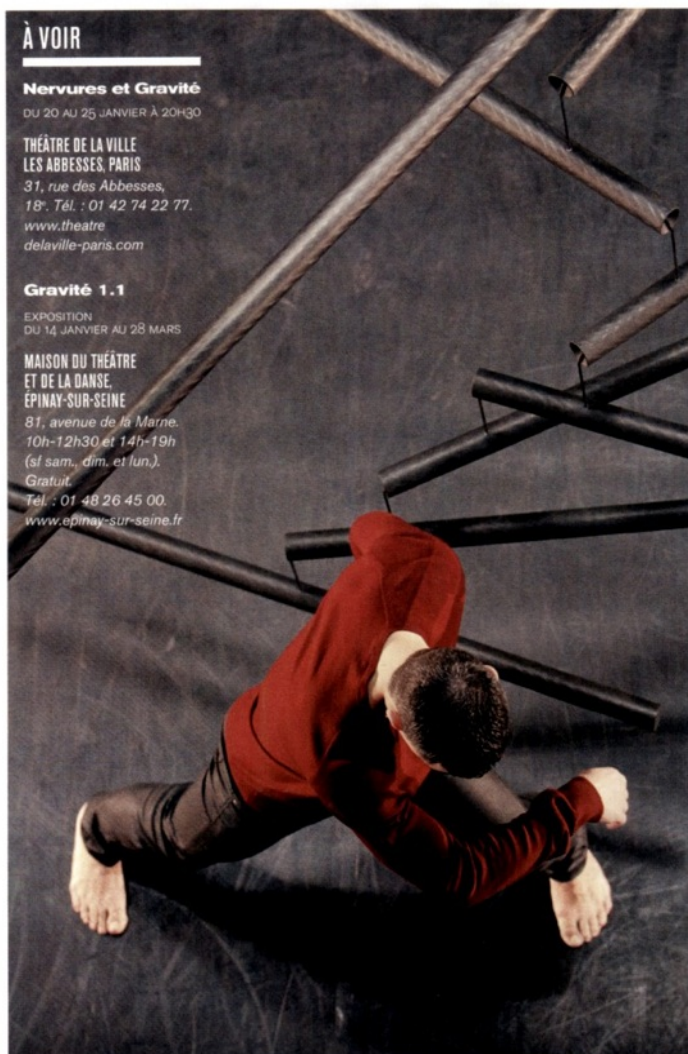 À VOIR
Nervures et Gravité
DU 20 AU 25 JANVIER À 20H30
THÉÂTRE DE LA VILLE
LES ABBESSES, PARIS
31, rue des Abbesses,
18e. Tél. : 01 42 74 22 77.
www.theatre
delaville-paris.com
Gravité 1.1
EXPOSITION
DU 14 JANVIER AU 28 MARS
MAISON DU THÉÂTRE
ET DE LA DANSE,
ÉPINAY-SUR-SEINE
81, avenue de la Marne.
10h-12h30 et 14h-19h
(sf sam., dim. et lun.).
Gratuit.
Tél. : 01 48 26 45 00.
www.epinay-sur-seine.fr